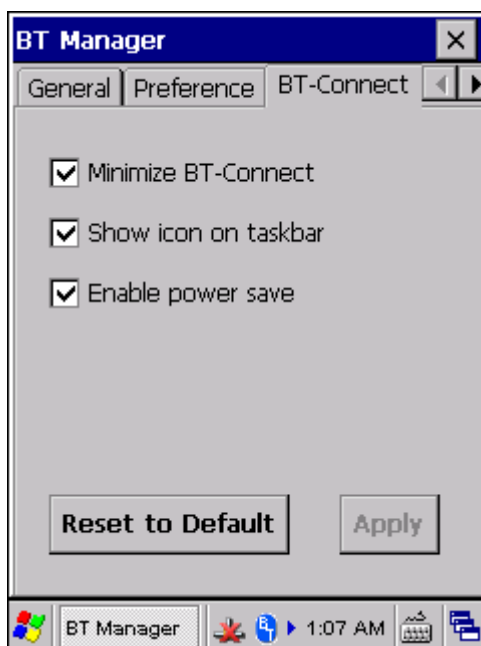 BT Manager
General Preference BT-Connect
Minimize BT-Connect
Show icon on taskbar
Enable power save
Reset to Default Apply
BT Manager 1:07 AM